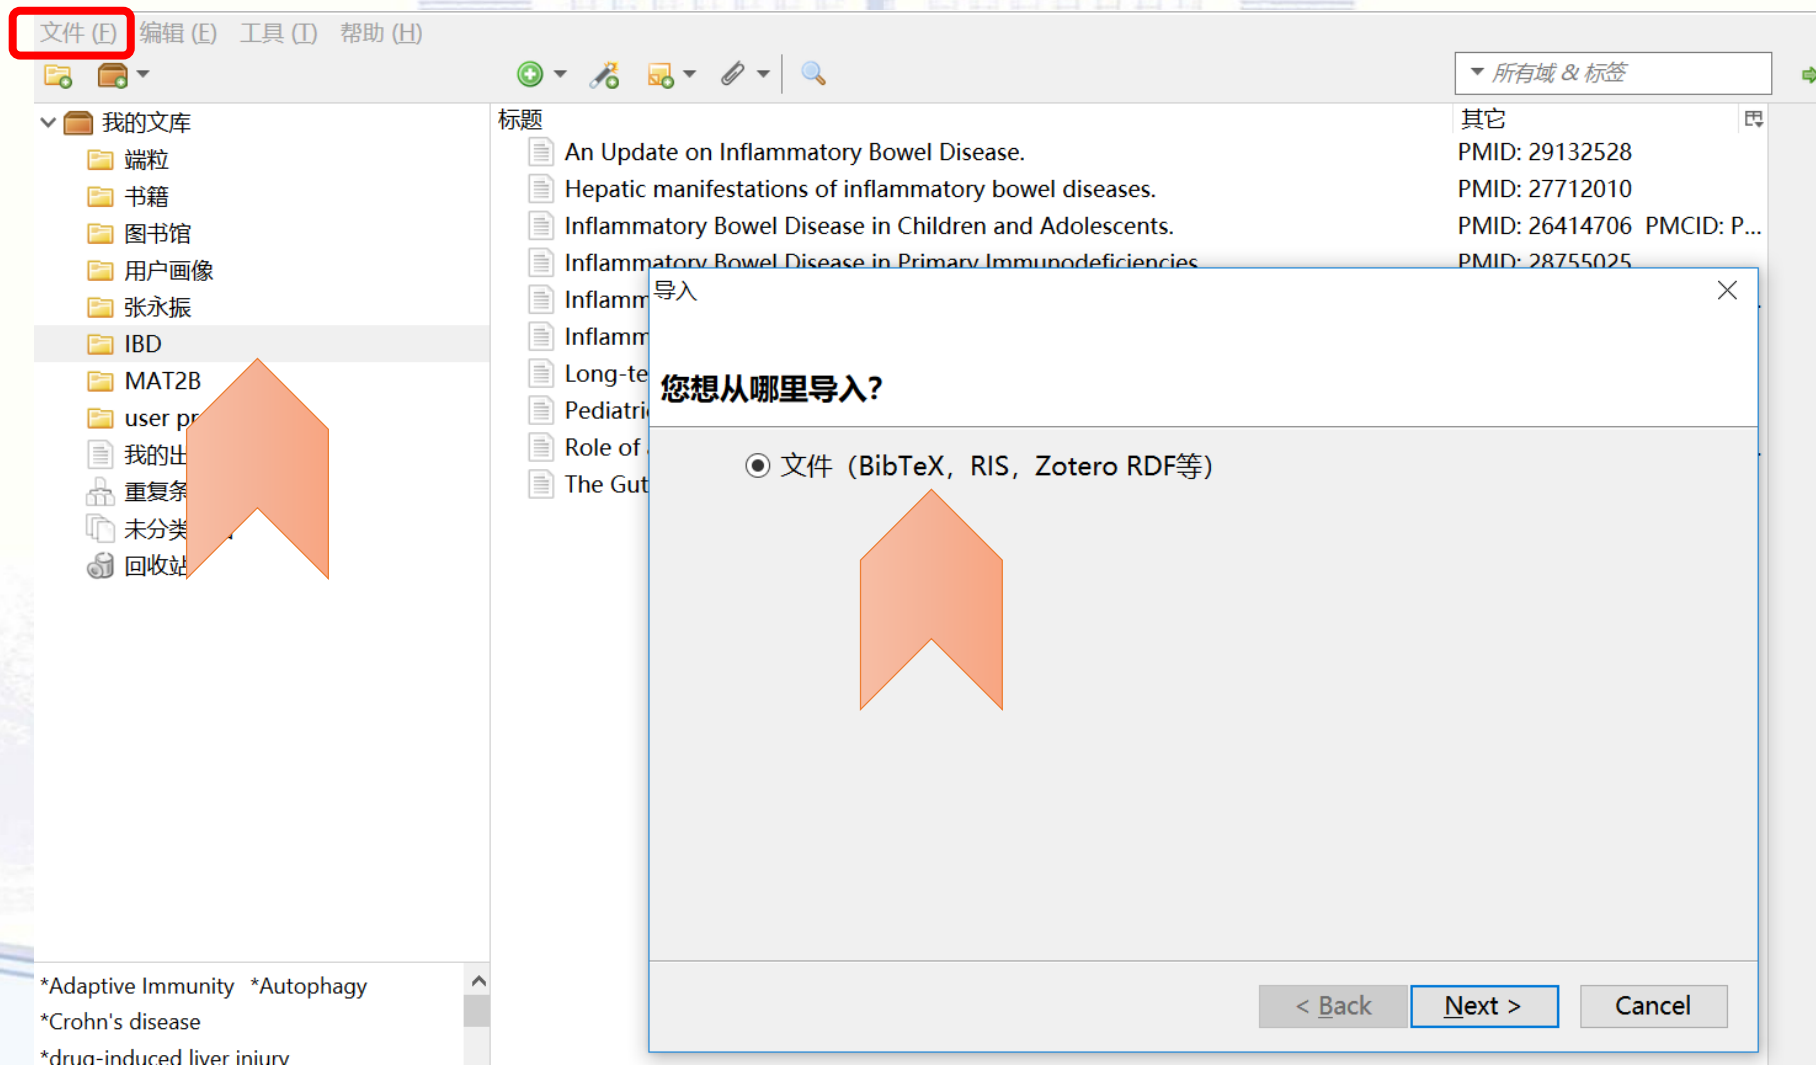 文件 (F) 编辑 (E) 工具 (T) 帮助 (H)
所有域 & 标签
我的文库
端粒
书籍
图书馆
用户画像
张永振
IBD
MAT2B
user
我的出
重复条
未分类
回收站
*Adaptive Immunity *Autophagy
*Crohn's disease
*drug-induced liver injury
标题 其它
An Update on Inflammatory Bowel Disease. PMID: 29132528
Hepatic manifestations of inflammatory bowel diseases. PMID: 27712010
Inflammatory Bowel Disease in Children and Adolescents. PMID: 26414706 PMCID: P...
Inflammatory Bowel Disease in Primary Immunodeficiencies PMID: 28755025
Inflamm
Inflamm
Long-te
Pediatri
Role of
The Gut
导入
您想从哪里导入?
文件（BibTeX，RIS，Zotero RDF等）
< Back Next > Cancel